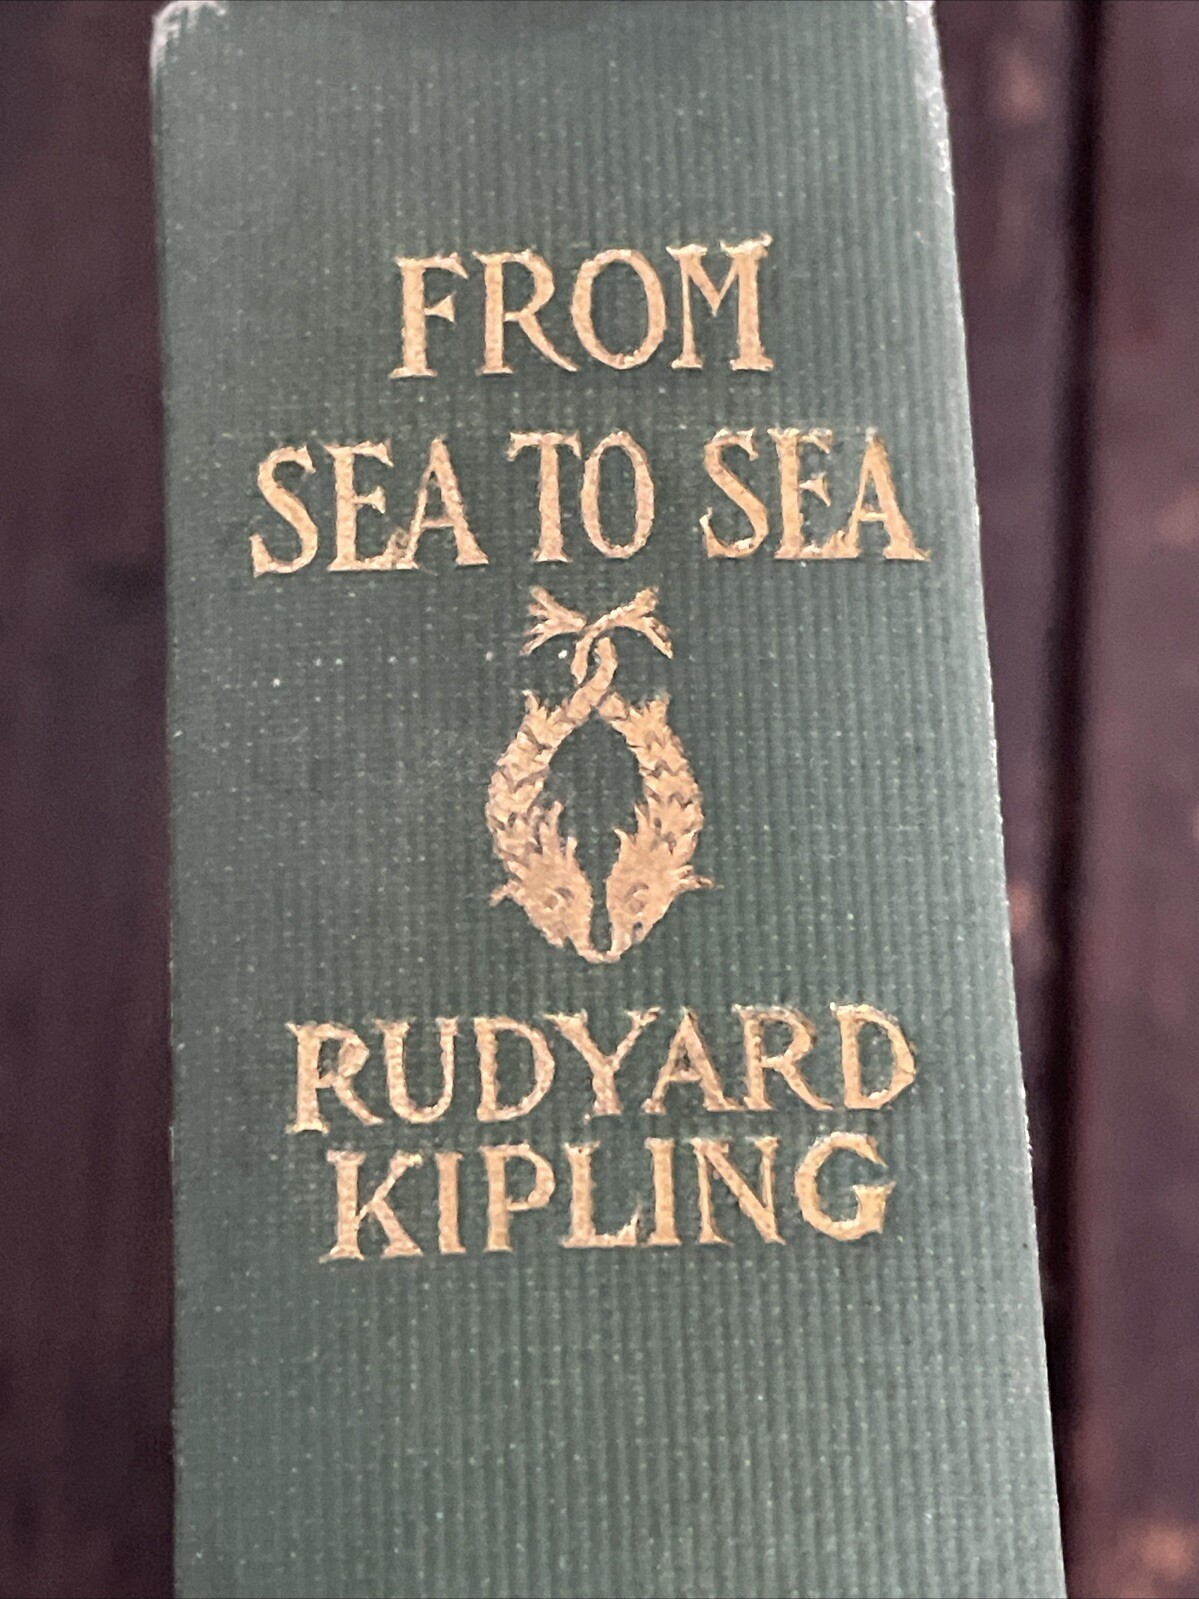 FROM
SEA TO SEA
RUDYARD
KIPLING